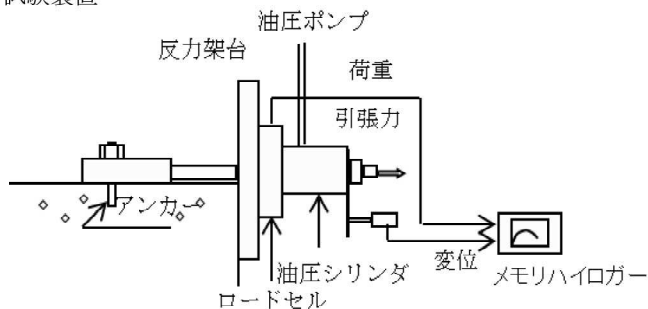 試験装置
油圧ポンプ
反力架台
荷重
引張力
アンカー
変位
油圧シリンダ
メモリハイロガー
ロードセル